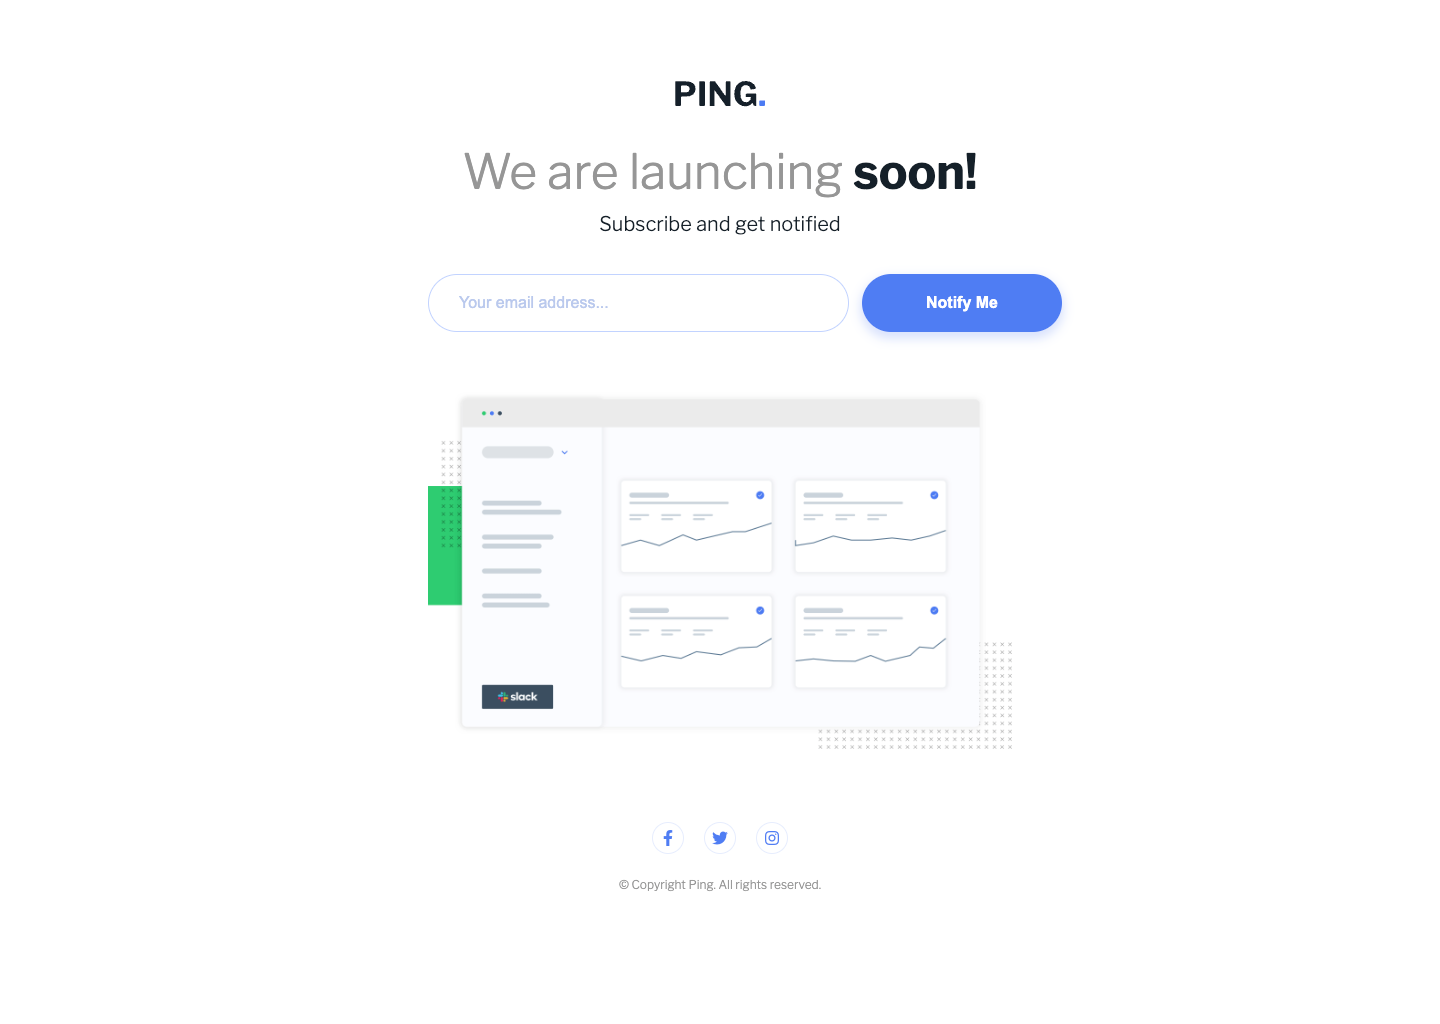 PING.
We are launching soon!
Subscribe and get notified
Your email address...
Notify Me
slack
© Copyright Ping. All rights reserved.